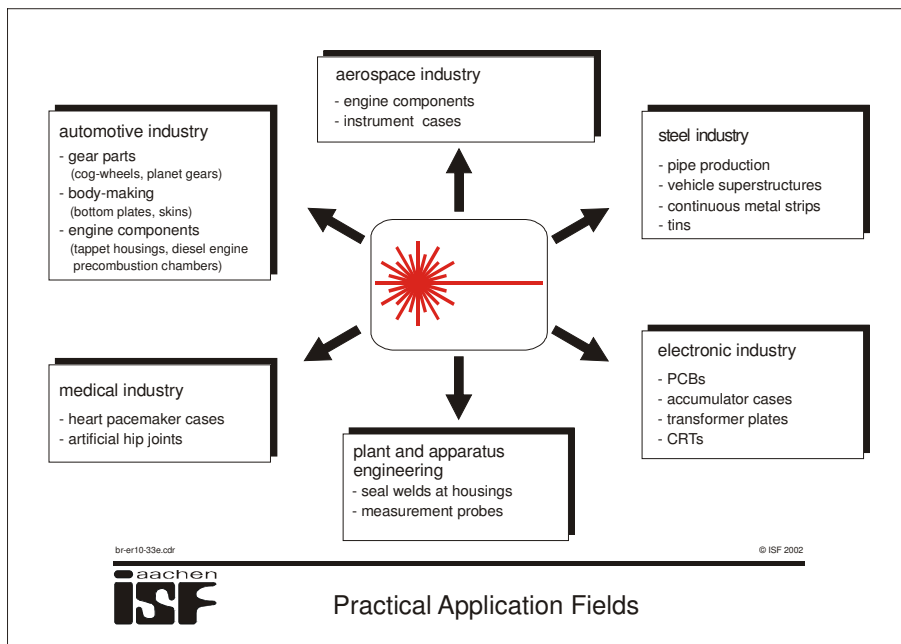 aerospace industry
- engine components
- instrument cases
automotive industry
- gear parts
(cog-wheels, planet gears)
- body-making
(bottom plates, skins)
- engine components
(tappet housings, diesel engine
precombustion chambers)
steel industry
- pipe production
- vehicle superstructures
- continuous metal strips
- tins
medical industry
- heart pacemaker cases
- artificial hip joints
electronic industry
- PCBs
- accumulator cases
- transformer plates
- CRTs
plant and apparatus
engineering
- seal welds at housings
- measurement probes
br-er10-33e.cdr
© ISF 2002
aachen
ISF
Practical Application Fields